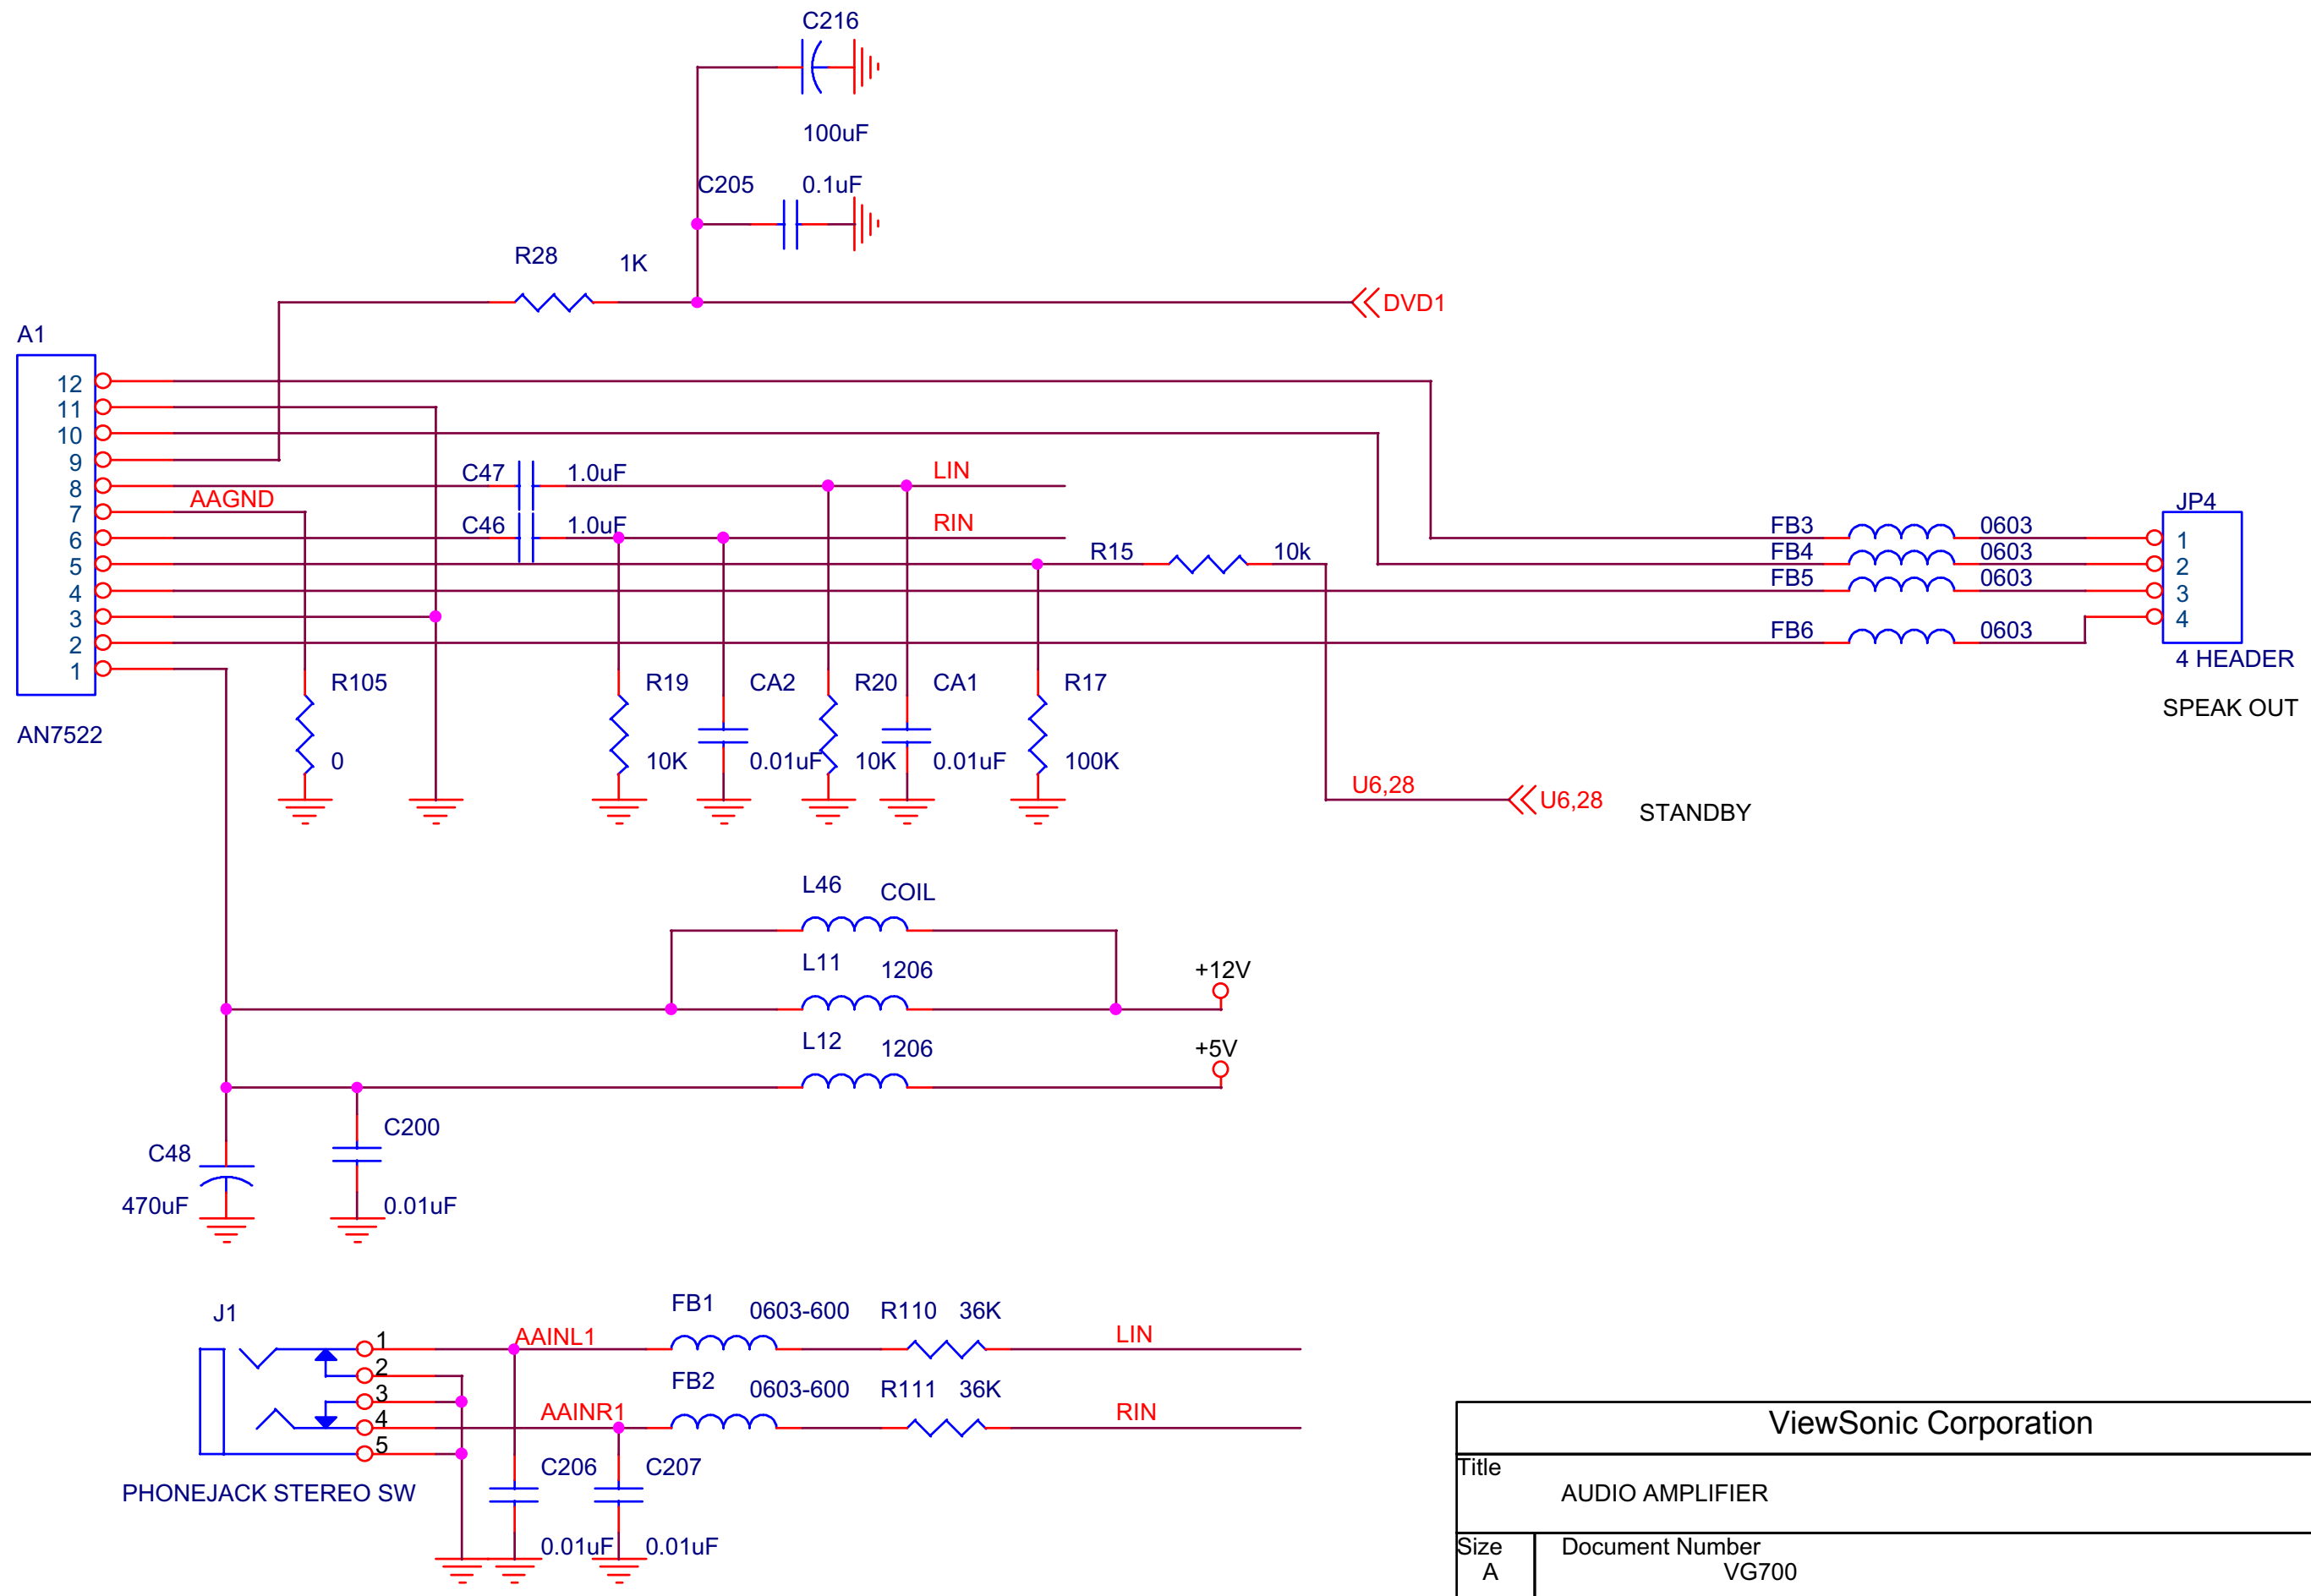 C216
100uF
C205 0.1uF
R28 1K
DVD1
A1
12
11
10
9
8
7
6
5
4
3
2
1
AN7522
AAGND
C47 1.0uF LIN
C46 1.0uF RIN
R15 10k
FB3 0603
FB4 0603
FB5 0603
FB6 0603
JP4
1
2
3
4
4 HEADER
SPEAK OUT
R105
0
R19
10K
CA2
0.01uF
R20
10K
CA1
0.01uF
R17
100K
U6,28
U6,28
STANDBY
L46 COIL
L11 1206
+12V
L12 1206
+5V
C48
470uF
C200
0.01uF
J1
1
2
3
4
5
PHONEJACK STEREO SW
AAINL1
FB1 0603-600 R110 36K LIN
AAINR1
FB2 0603-600 R111 36K RIN
C206
0.01uF
C207
0.01uF
ViewSonic Corporation
Title
AUDIO AMPLIFIER
Size
A
Document Number
VG700